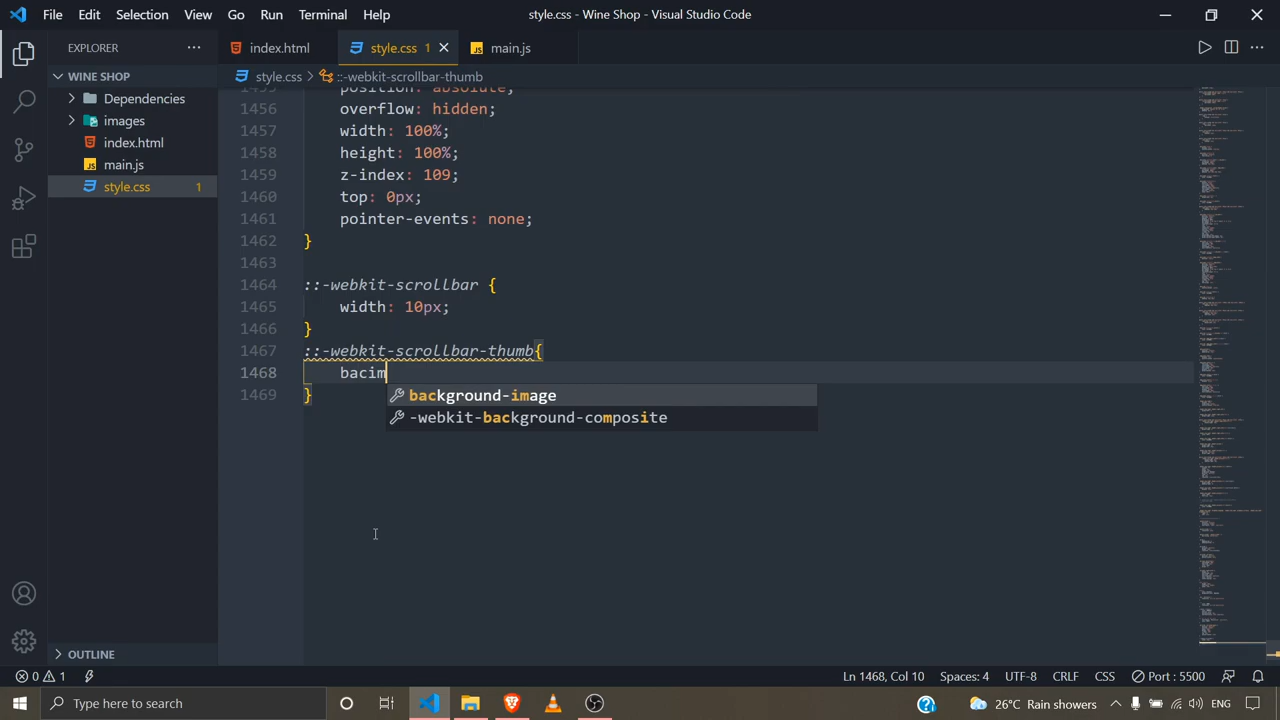 File Edit Selection View Go Run Terminal Help
style.css - Wine Shop - Visual Studio Code
EXPLORER
index.html
style.css 1
main.js
WINE SHOP
style.css > ::-webkit-scrollbar-thumb
Dependencies
images
index.html
main.js
style.css 1
1455 position: absolute;
1456 overflow: hidden;
1457 width: 100%;
1458 height: 100%;
1459 z-index: 109;
1460 top: 0px;
1461 pointer-events: none;
1462 }
1463
1464 ::-webkit-scrollbar {
1465 width: 10px;
1466 }
1467 ::-webkit-scrollbar-thumb{
1468 bacim
1469 }
background-image
-webkit-background-composite
OUTLINE
0 1
Ln 1468, Col 10 Spaces: 4 UTF-8 CRLF CSS Port : 5500
Type here to search
26°C Rain showers
ENG